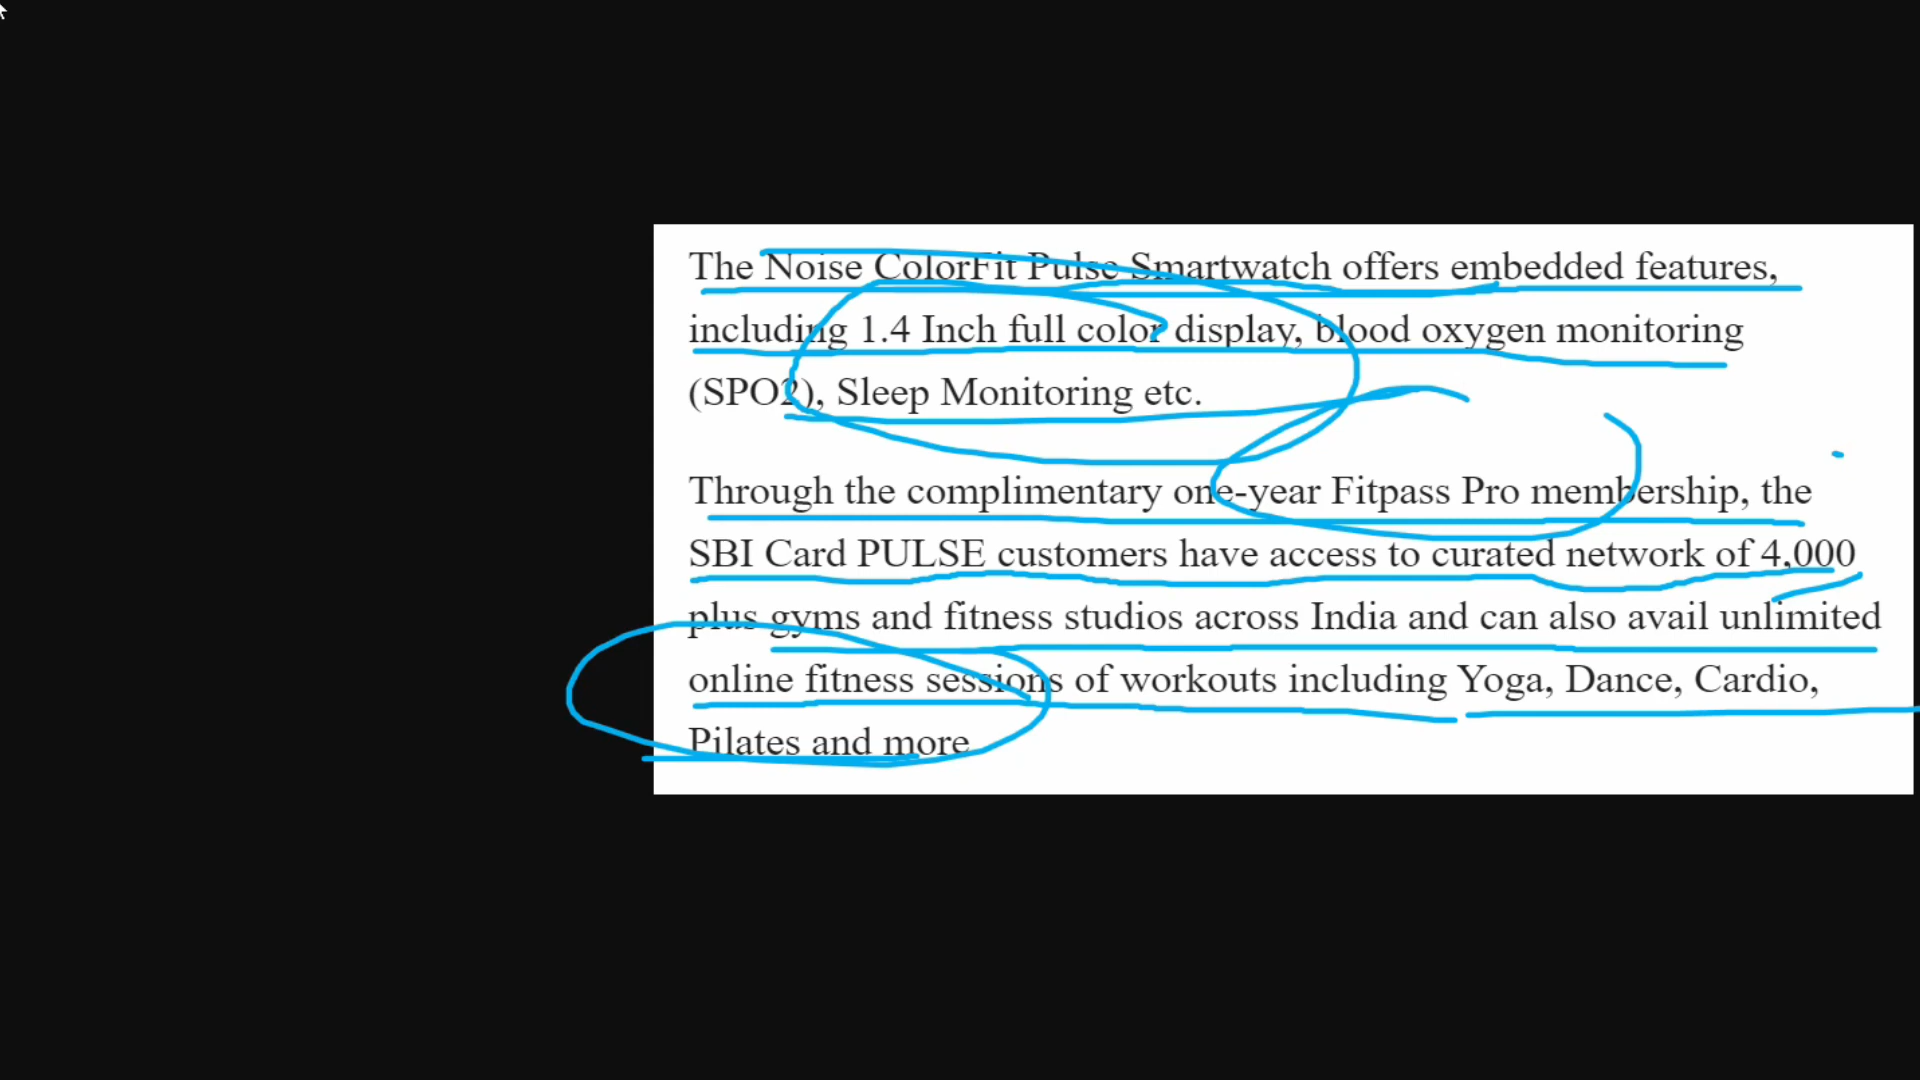 The Noise ColorFit Pulse Smartwatch offers embedded features,
including 1.4 Inch full color display, blood oxygen monitoring
(SPO2), Sleep Monitoring etc.
Through the complimentary one-year Fitpass Pro membership, the
SBI Card PULSE customers have access to curated network of 4,000
plus gyms and fitness studios across India and can also avail unlimited
online fitness sessions of workouts including Yoga, Dance, Cardio,
Pilates and more